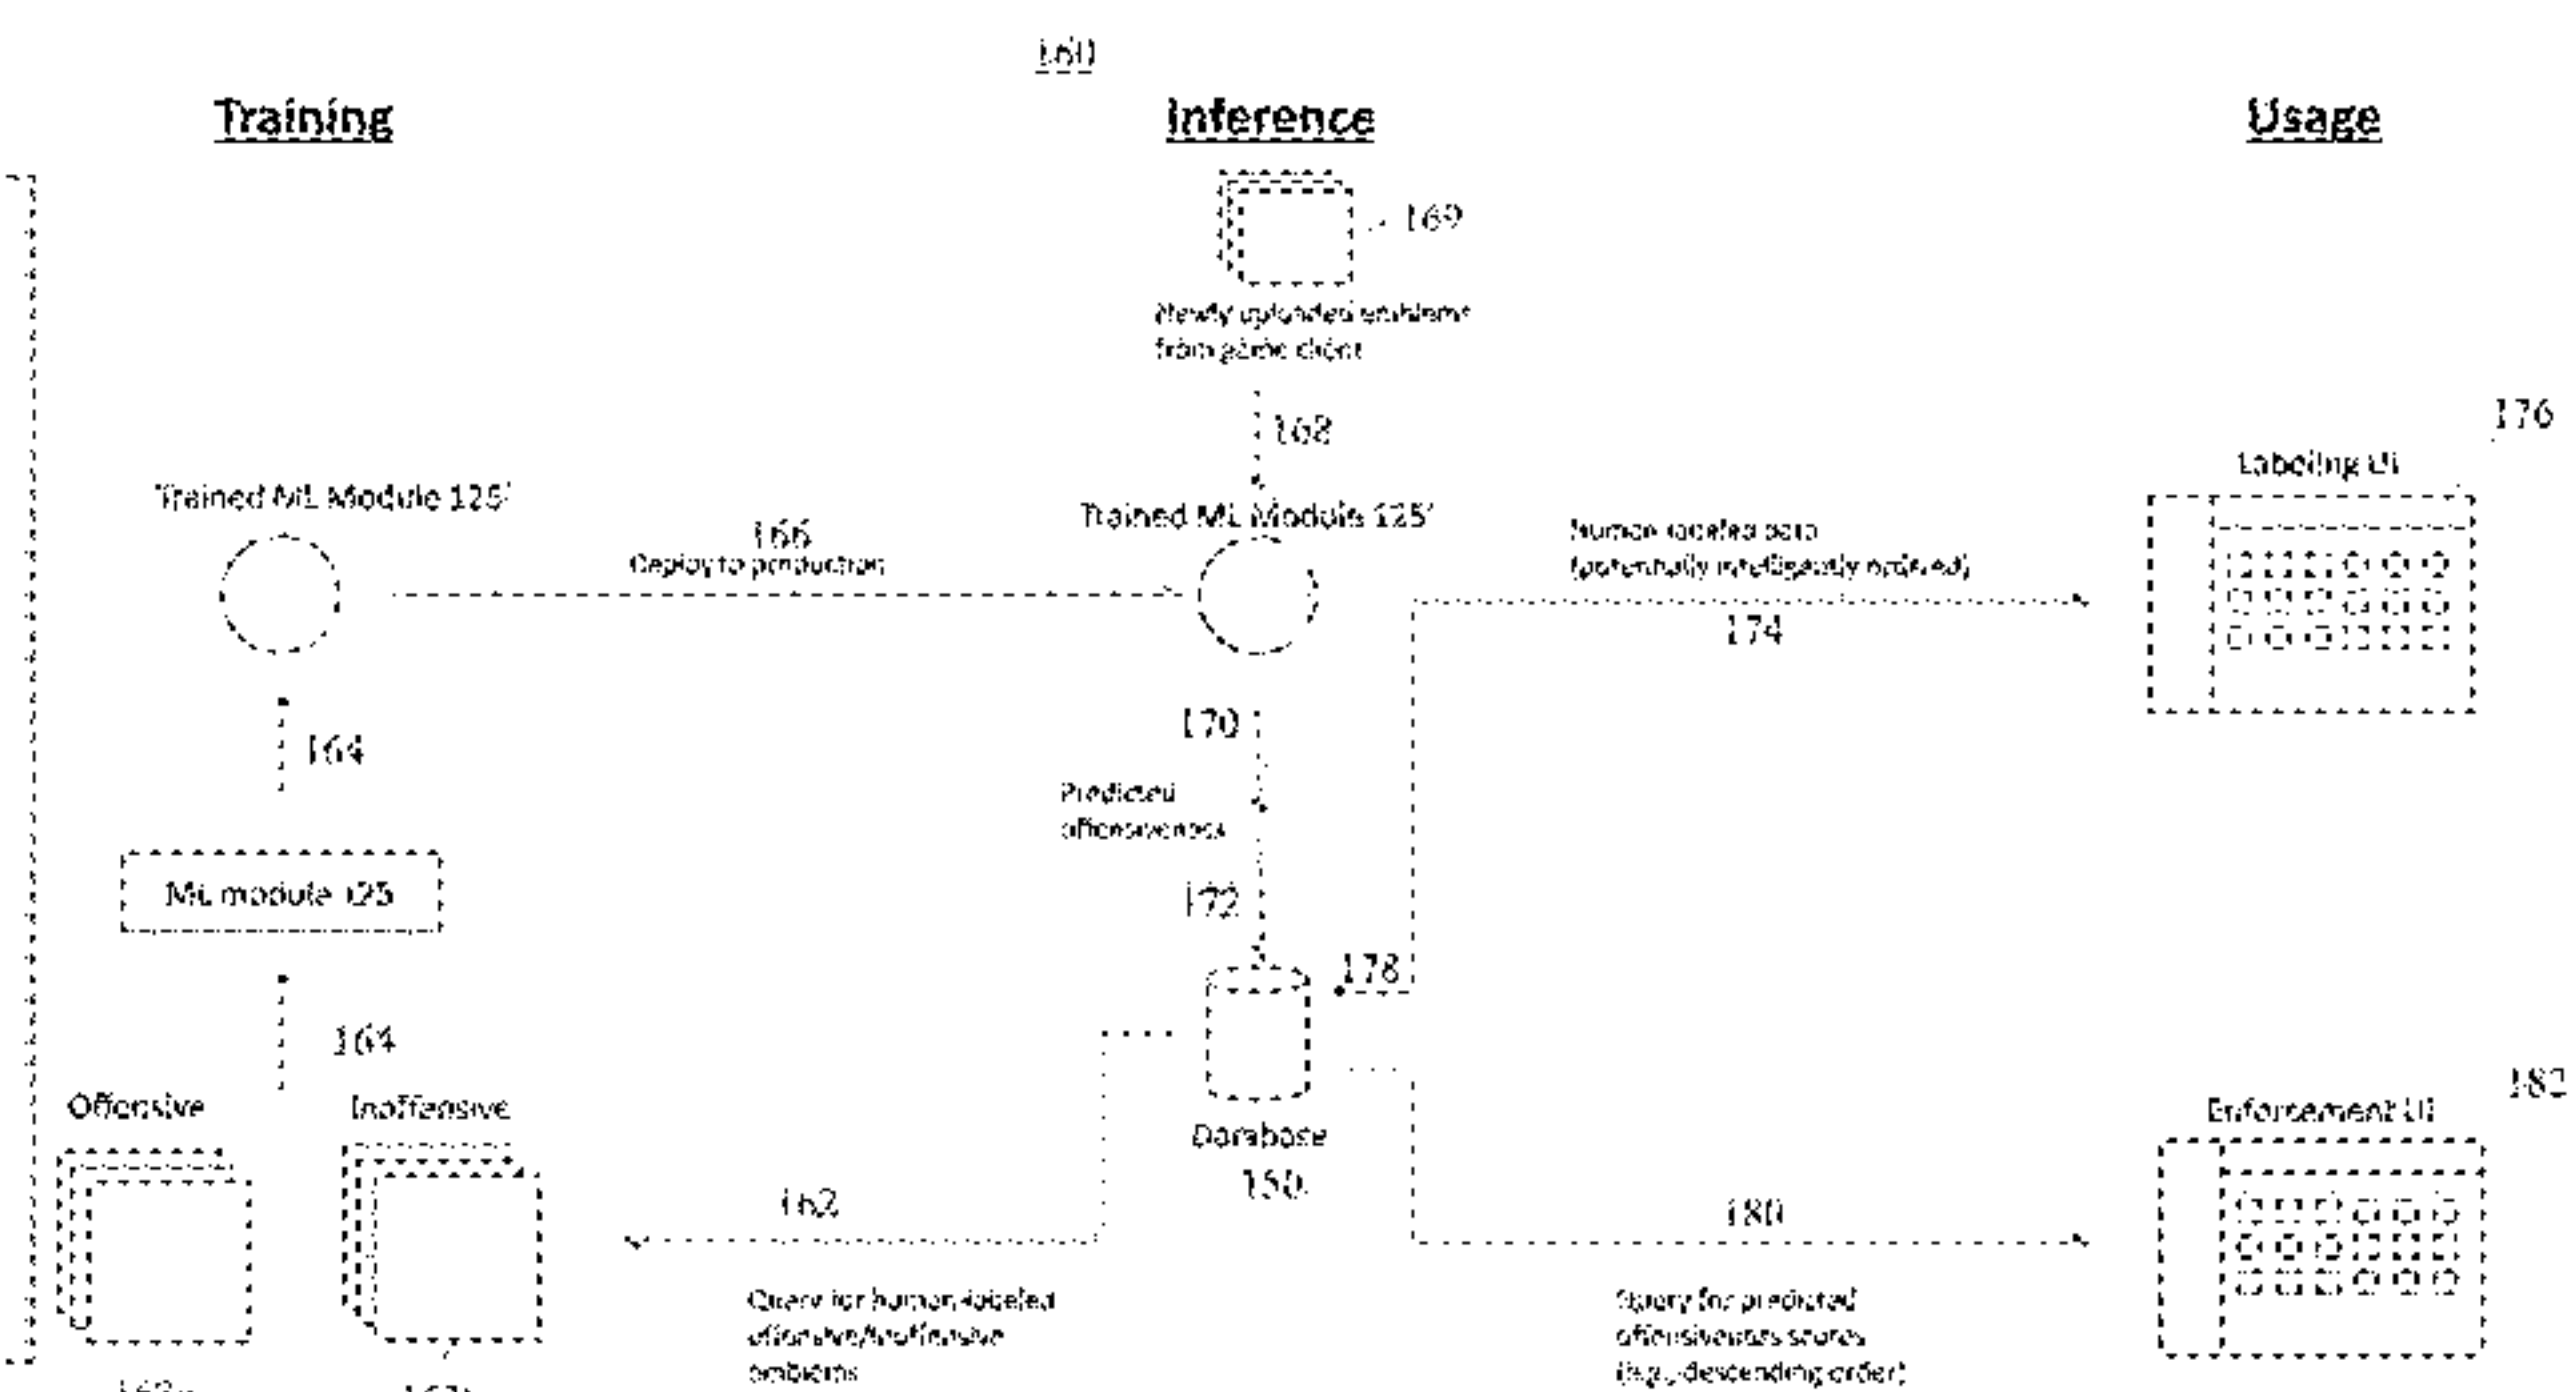 160
Training
Inference
Usage
169
Newly uploaded emblems
from game client
168
176
Labeling UI
Trained ML Module 125'
Trained ML Module 125'
166
Deploy to production
Human labeled data
(potentially intelligently ordered)
174
170
164
Predicted
offensiveness
ML module 125
172
178
164
Offensive
Inoffensive
Database
150
182
Enforcement UI
162
180
Query for human-labeled
offensive/inoffensive
emblems
Query for predicted
offensiveness scores
(e.g., descending order)